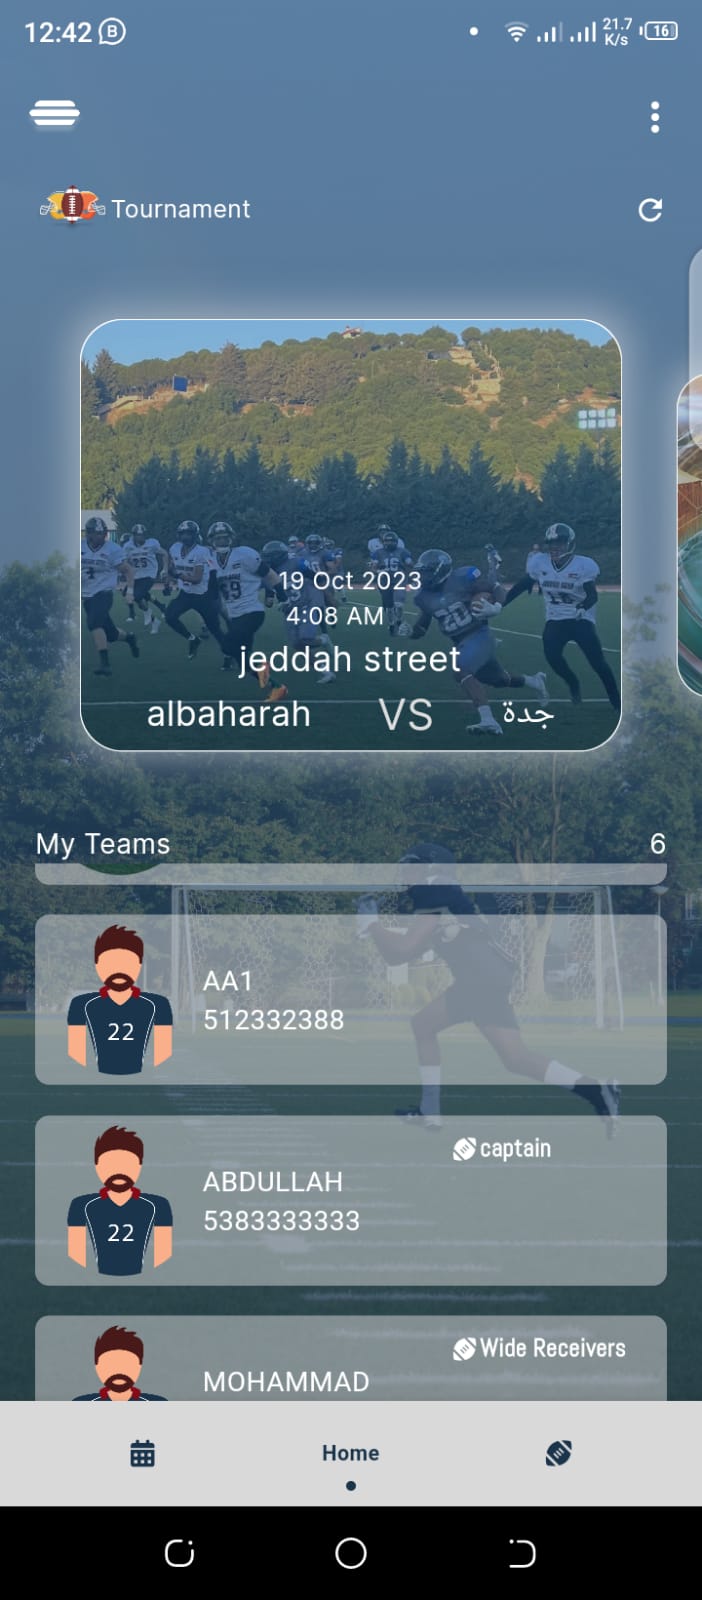 12:42
21.7
K/s
16
Tournament
19 Oct 2023
4:08 AM
jeddah street
albaharah VS جدة
My Teams 6
AA1
512332388
22
captain
ABDULLAH
5383333333
22
Wide Receivers
MOHAMMAD
Home